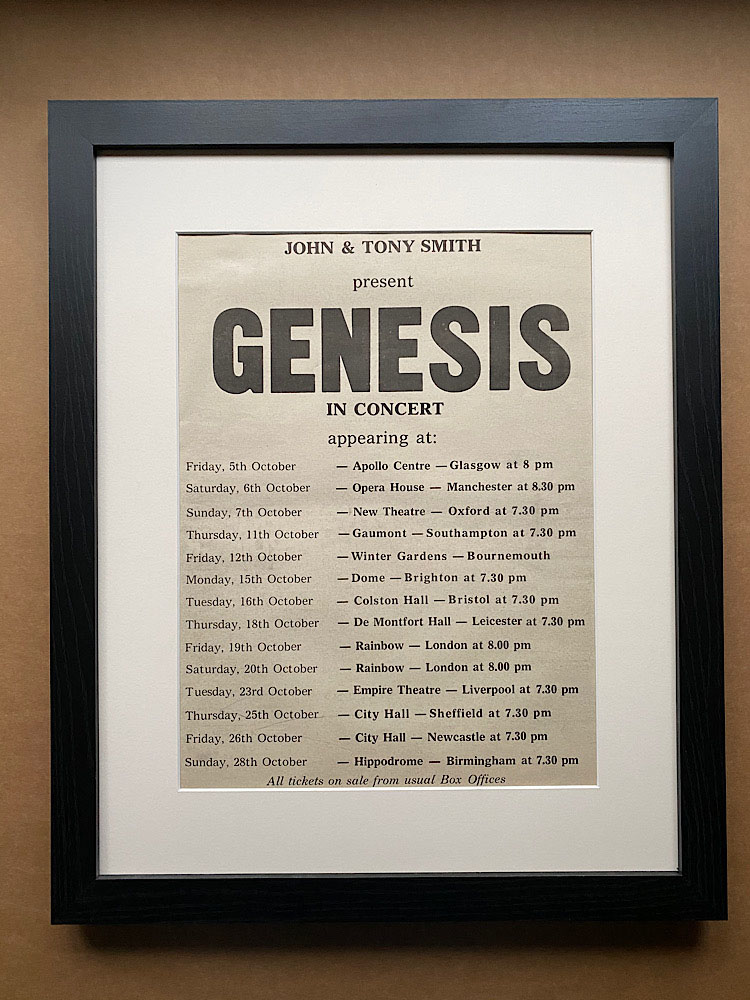 JOHN & TONY SMITH
present
GENESIS
IN CONCERT
appearing at:
Friday, 5th October — Apollo Centre — Glasgow at 8 pm
Saturday, 6th October — Opera House — Manchester at 8.30 pm
Sunday, 7th October — New Theatre — Oxford at 7.30 pm
Thursday, 11th October — Gaumont — Southampton at 7.30 pm
Friday, 12th October — Winter Gardens — Bournemouth
Monday, 15th October — Dome — Brighton at 7.30 pm
Tuesday, 16th October — Colston Hall — Bristol at 7.30 pm
Thursday, 18th October — De Montfort Hall — Leicester at 7.30 pm
Friday, 19th October — Rainbow — London at 8.00 pm
Saturday, 20th October — Rainbow — London at 8.00 pm
Tuesday, 23rd October — Empire Theatre — Liverpool at 7.30 pm
Thursday, 25th October — City Hall — Sheffield at 7.30 pm
Friday, 26th October — City Hall — Newcastle at 7.30 pm
Sunday, 28th October — Hippodrome — Birmingham at 7.30 pm
All tickets on sale from usual Box Offices